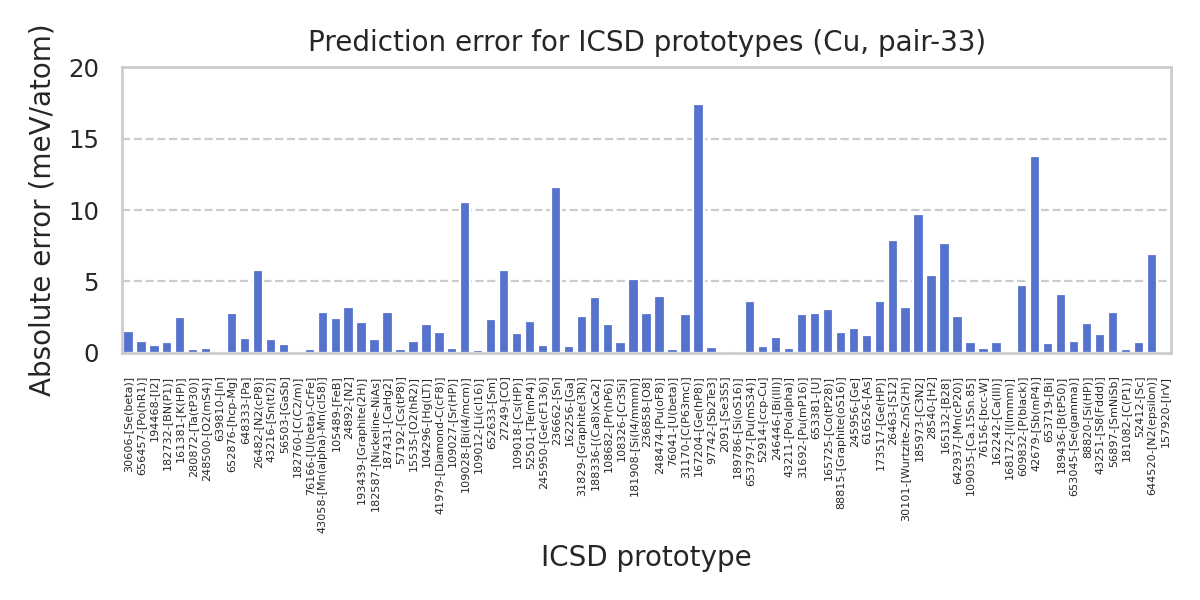 Prediction error for ICSD prototypes (Cu, pair-33)
Absolute error (meV/atom)
20
15
10
5
0
30606-[Se(beta)]
656457-[Po(hR1)]
194468-[I2]
182732-[BN(P1)]
161381-[K(HP)]
280872-[Ta(tP30)]
248500-[O2(mS4)]
639810-[In]
652876-[hcp-Mg]
648333-[Pa]
26482-[N2(cP8)]
43216-[Sn(tI2)]
56503-[GaSb]
182760-[C(C2/m)]
76166-[U(beta)-CrFe]
43058-[Mn(alpha)-Mn(cI58)]
105489-[FeB]
24892-[N2]
193439-[Graphite(2H)]
182587-[Nickeline-NiAs]
187431-[CaHg2]
57192-[Cs(tP8)]
15535-[O2(hR2)]
104296-[Hg(LT)]
41979-[Diamond-C(cF8)]
109027-[Sr(HP)]
109028-[Bi(I4/mcm)]
109012-[Li(cI16)]
652633-[Sm]
27249-[CO]
109018-[Cs(HP)]
52501-[Te(mP4)]
245950-[Ge(cF136)]
236662-[Sn]
162256-[Ga]
31829-[Graphite(3R)]
188336-[(Ca8)xCa2]
108682-[Pr(hP6)]
108326-[Cr3Si]
181908-[Si(I4/mmm)]
236858-[O8]
248474-[Pu(oF8)]
76041-[U(beta)]
31170-[C(P63mc)]
167204-[Ge(hP8)]
97742-[Sb2Te3]
2091-[Se3S5]
189786-[Si(oS16)]
653797-[Pu(mS34)]
52914-[ccp-Cu]
246446-[Bi(III)]
43211-[Po(alpha)]
31692-[Pu(mP16)]
653381-[U]
165725-[Co(tP28)]
88815-[Graphite(oS16)]
245956-[Ge]
616526-[As]
173517-[Ge(HP)]
26463-[S12]
30101-[Wurtzite-ZnS(2H)]
185973-[C3N2]
28540-[H2]
165132-[B28]
642937-[Mn(cP20)]
109035-[Ca.15Sn.85]
76156-[bcc-W]
162242-[Ga(III)]
168172-[I(Immm)]
609832-[P(black)]
42679-[Sb(mP4)]
653719-[Bi]
189436-[B(tP50)]
653045-[Se(gamma)]
88820-[Si(HP)]
43251-[S8(Fddd)]
56897-[SmNiSb]
181082-[C(P1)]
52412-[Sc]
644520-[N2(epsilon)]
157920-[IrV]
ICSD prototype